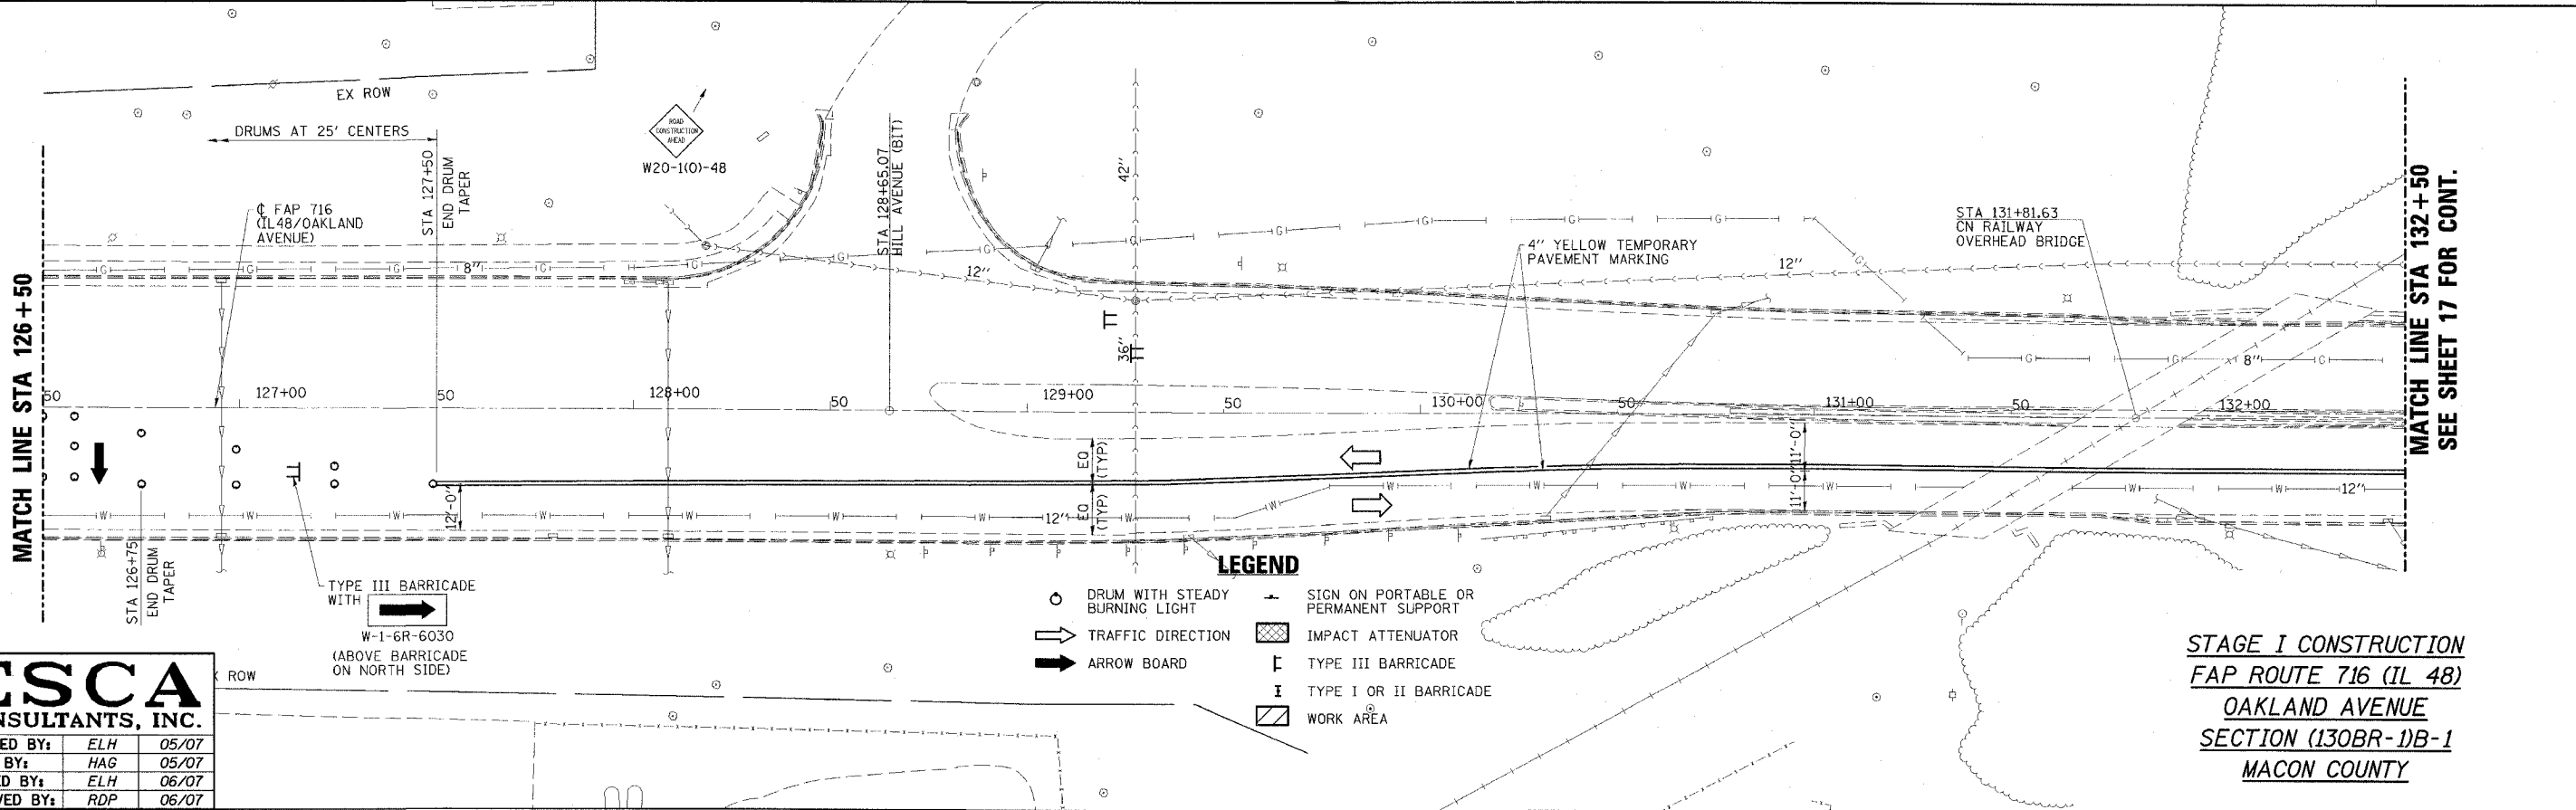 EX ROW
DRUMS AT 25' CENTERS
STA 127+50
END DRUM
TAPER
ROAD
CONSTRUCTION
AHEAD
W20-1(O)-48
STA 128+65.07
HILL AVENUE (BIT)
42"
℄ FAP 716
(IL48/OAKLAND
AVENUE)
G G 8" G G G G G G G
12"
36"
4" YELLOW TEMPORARY
PAVEMENT MARKING
12"
STA 131+81.63
CN RAILWAY
OVERHEAD BRIDGE
G G 8" G
MATCH LINE STA 126+50
MATCH LINE STA 132+50
SEE SHEET 17 FOR CONT.
50 127+00 50 128+00 50 129+00 50 130+00 50 131+00 50 132+00
EQ
(TYP)
EQ
(TYP)
12'-0"
11'-0"
11'-0"
W W W W W W W 12" W W W W W W W W 12"
STA 126+75
END DRUM
TAPER
TYPE III BARRICADE
WITH
W-1-6R-6030
(ABOVE BARRICADE
ON NORTH SIDE)
LEGEND
DRUM WITH STEADY
BURNING LIGHT
TRAFFIC DIRECTION
ARROW BOARD
SIGN ON PORTABLE OR
PERMANENT SUPPORT
IMPACT ATTENUATOR
TYPE III BARRICADE
TYPE I OR II BARRICADE
WORK AREA
ROW
ESCA
NSULTANTS, INC.
ED BY: ELH 05/07
BY: HAG 05/07
D BY: ELH 06/07
VED BY: RDP 06/07
STAGE I CONSTRUCTION
FAP ROUTE 716 (IL 48)
OAKLAND AVENUE
SECTION (130BR-1)B-1
MACON COUNTY